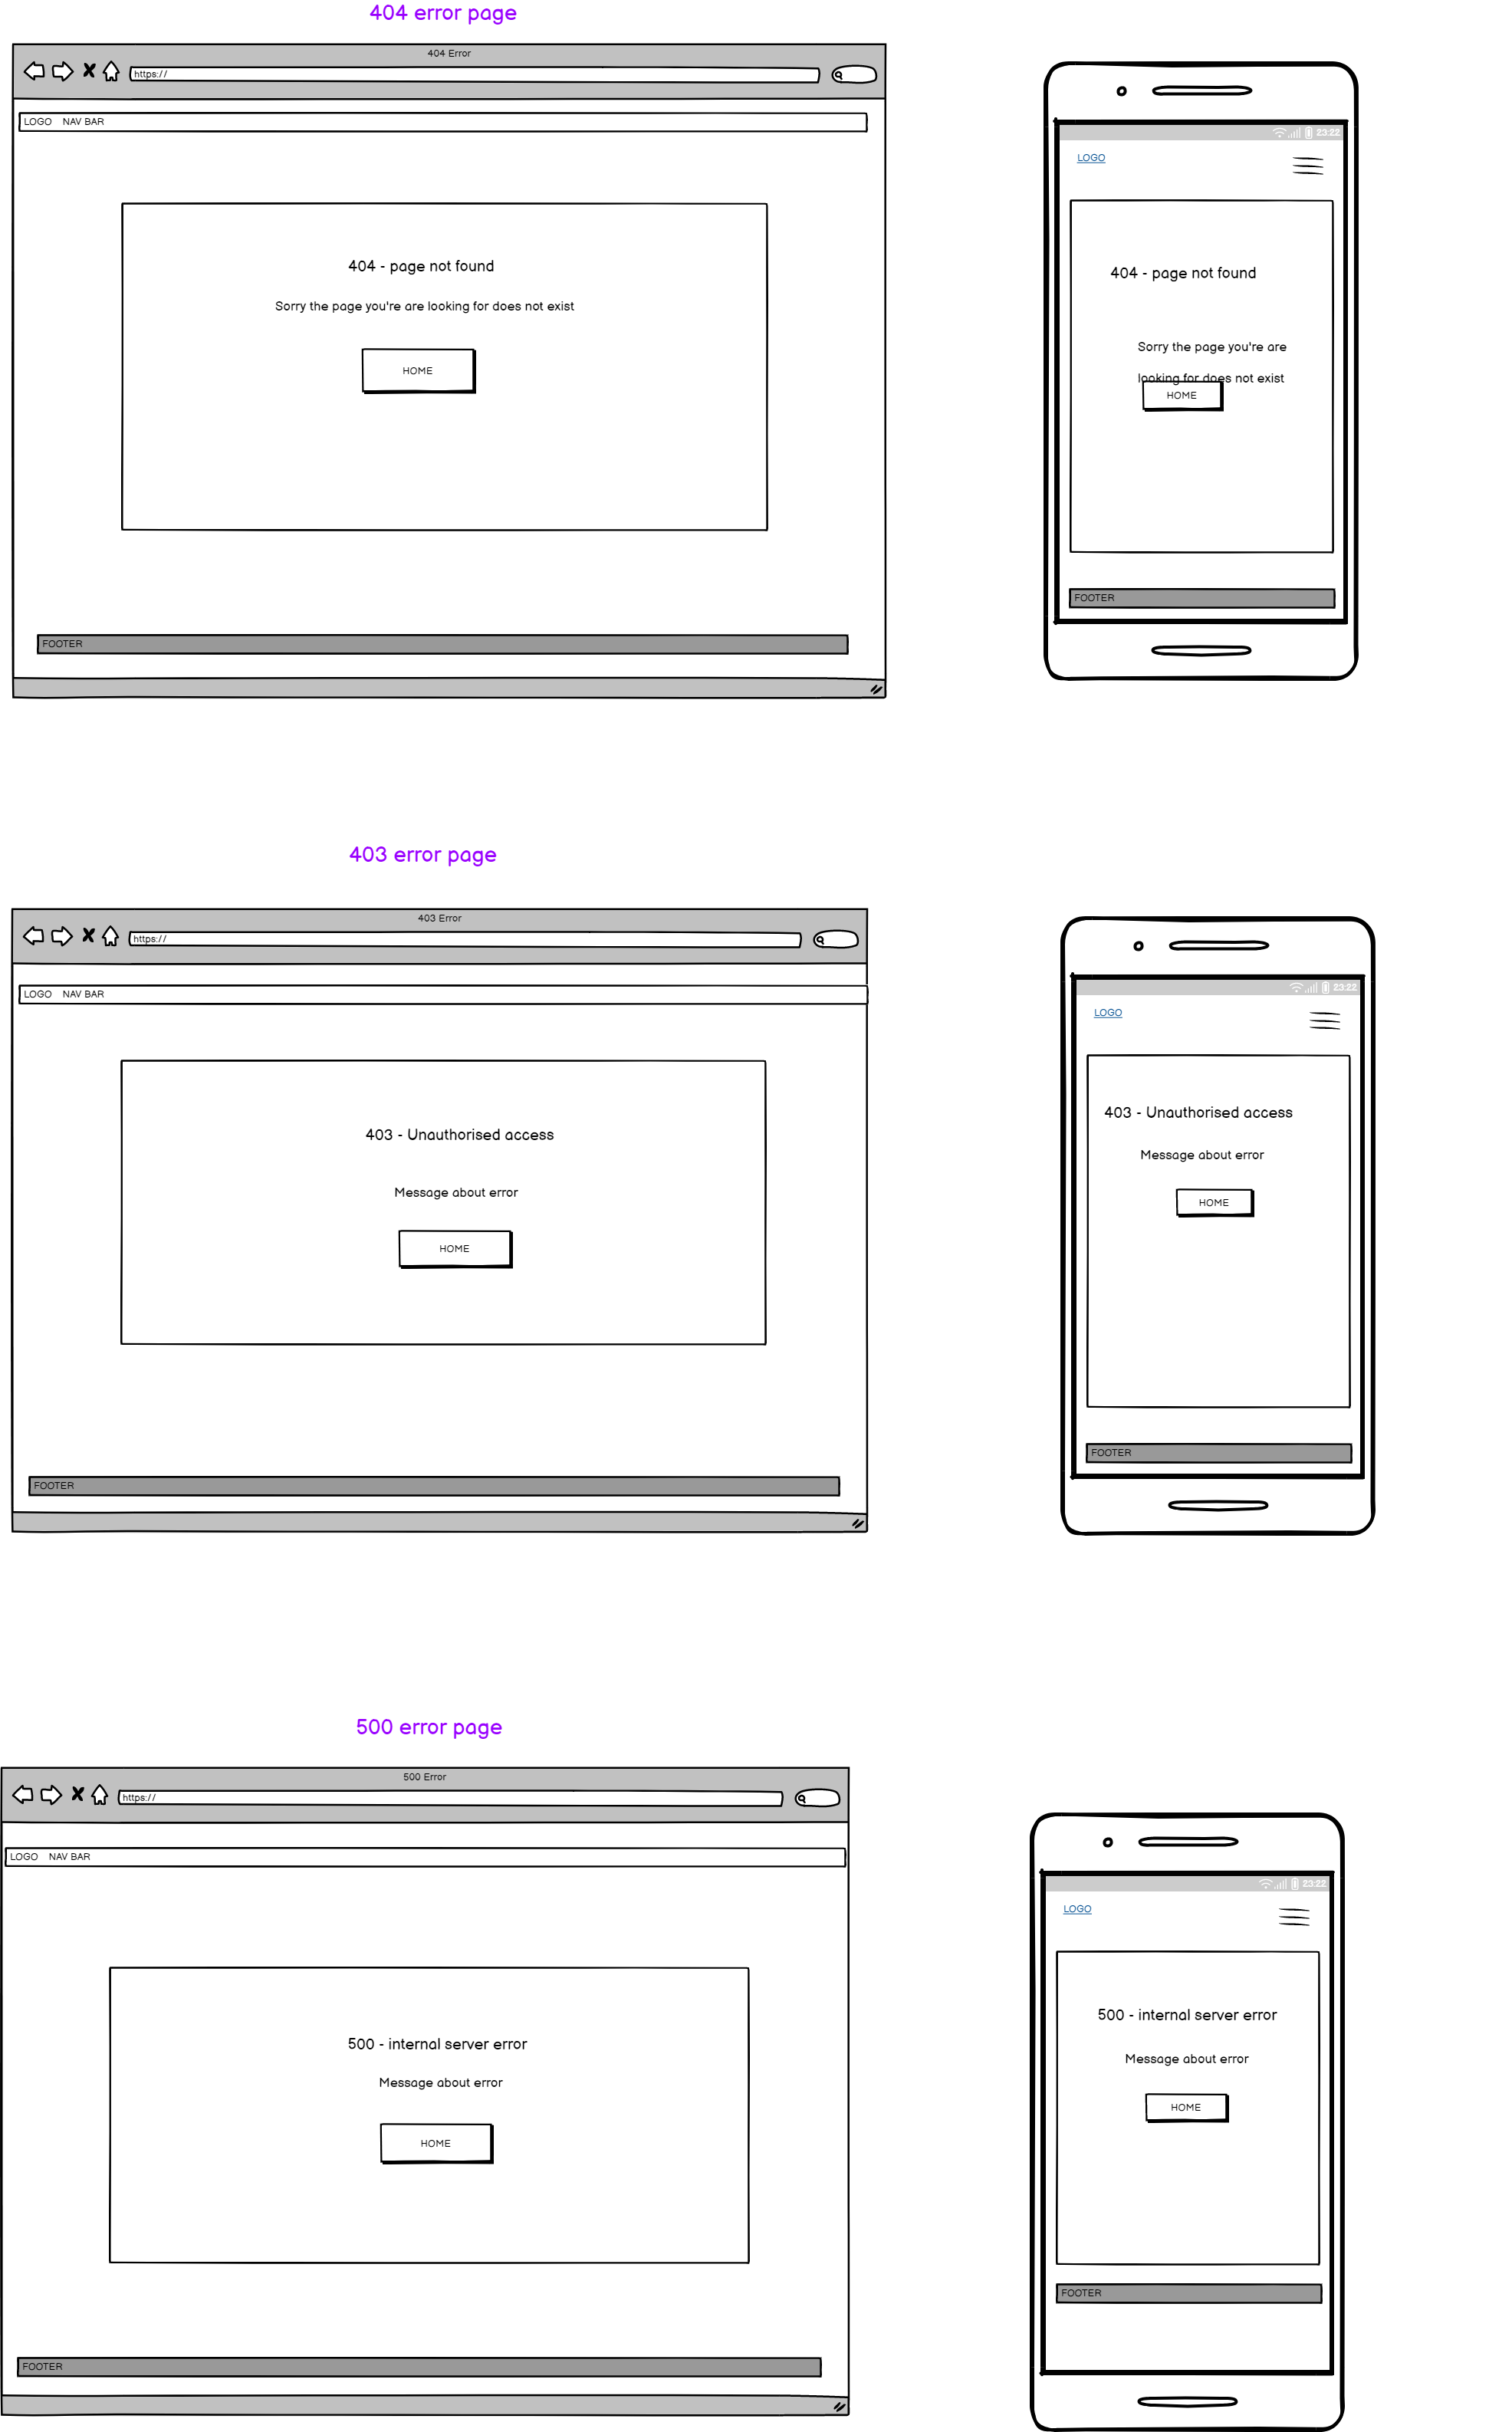 404 error page
404 Error
https://
LOGO NAV BAR
404 - page not found
Sorry the page you're are looking for does not exist
HOME
FOOTER
23:22
LOGO
404 - page not found
Sorry the page you're are
looking for does not exist
HOME
FOOTER
403 error page
403 Error
https://
LOGO NAV BAR
403 - Unauthorised access
Message about error
HOME
FOOTER
23:22
LOGO
403 - Unauthorised access
Message about error
HOME
FOOTER
500 error page
500 Error
https://
LOGO NAV BAR
500 - internal server error
Message about error
HOME
FOOTER
23:22
LOGO
500 - internal server error
Message about error
HOME
FOOTER